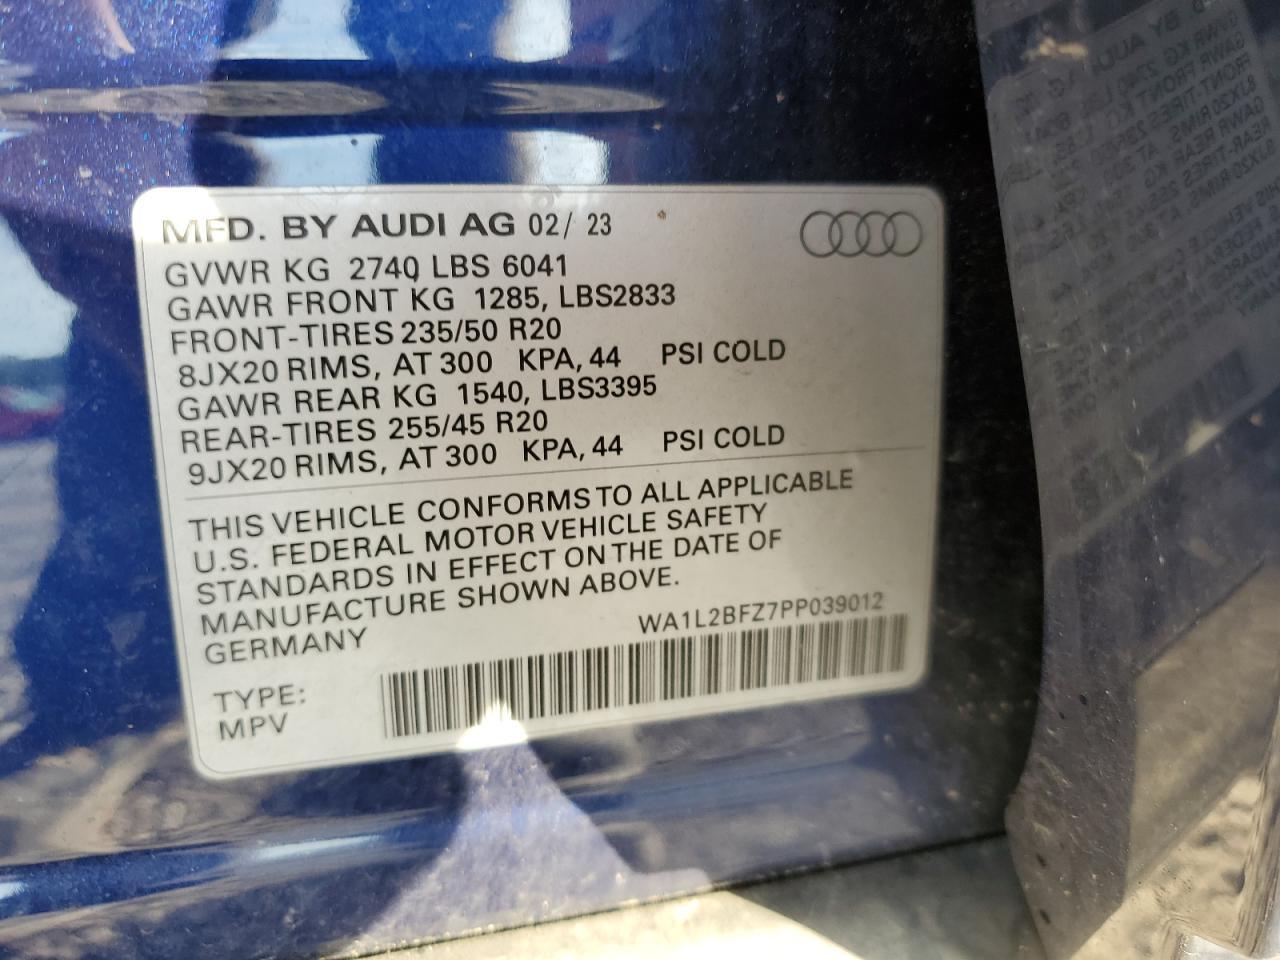 MFD. BY AUDI AG 02/ 23
GVWR KG 2740 LBS 6041
GAWR FRONT KG 1285, LBS2833
FRONT-TIRES 235/50 R20
8JX20 RIMS, AT 300 KPA, 44 PSI COLD
GAWR REAR KG 1540, LBS3395
REAR-TIRES 255/45 R20
9JX20 RIMS, AT 300 KPA, 44 PSI COLD
THIS VEHICLE CONFORMS TO ALL APPLICABLE
U.S. FEDERAL MOTOR VEHICLE SAFETY
STANDARDS IN EFFECT ON THE DATE OF
MANUFACTURE SHOWN ABOVE.
GERMANY
WA1L2BFZ7PP039012
TYPE:
MPV